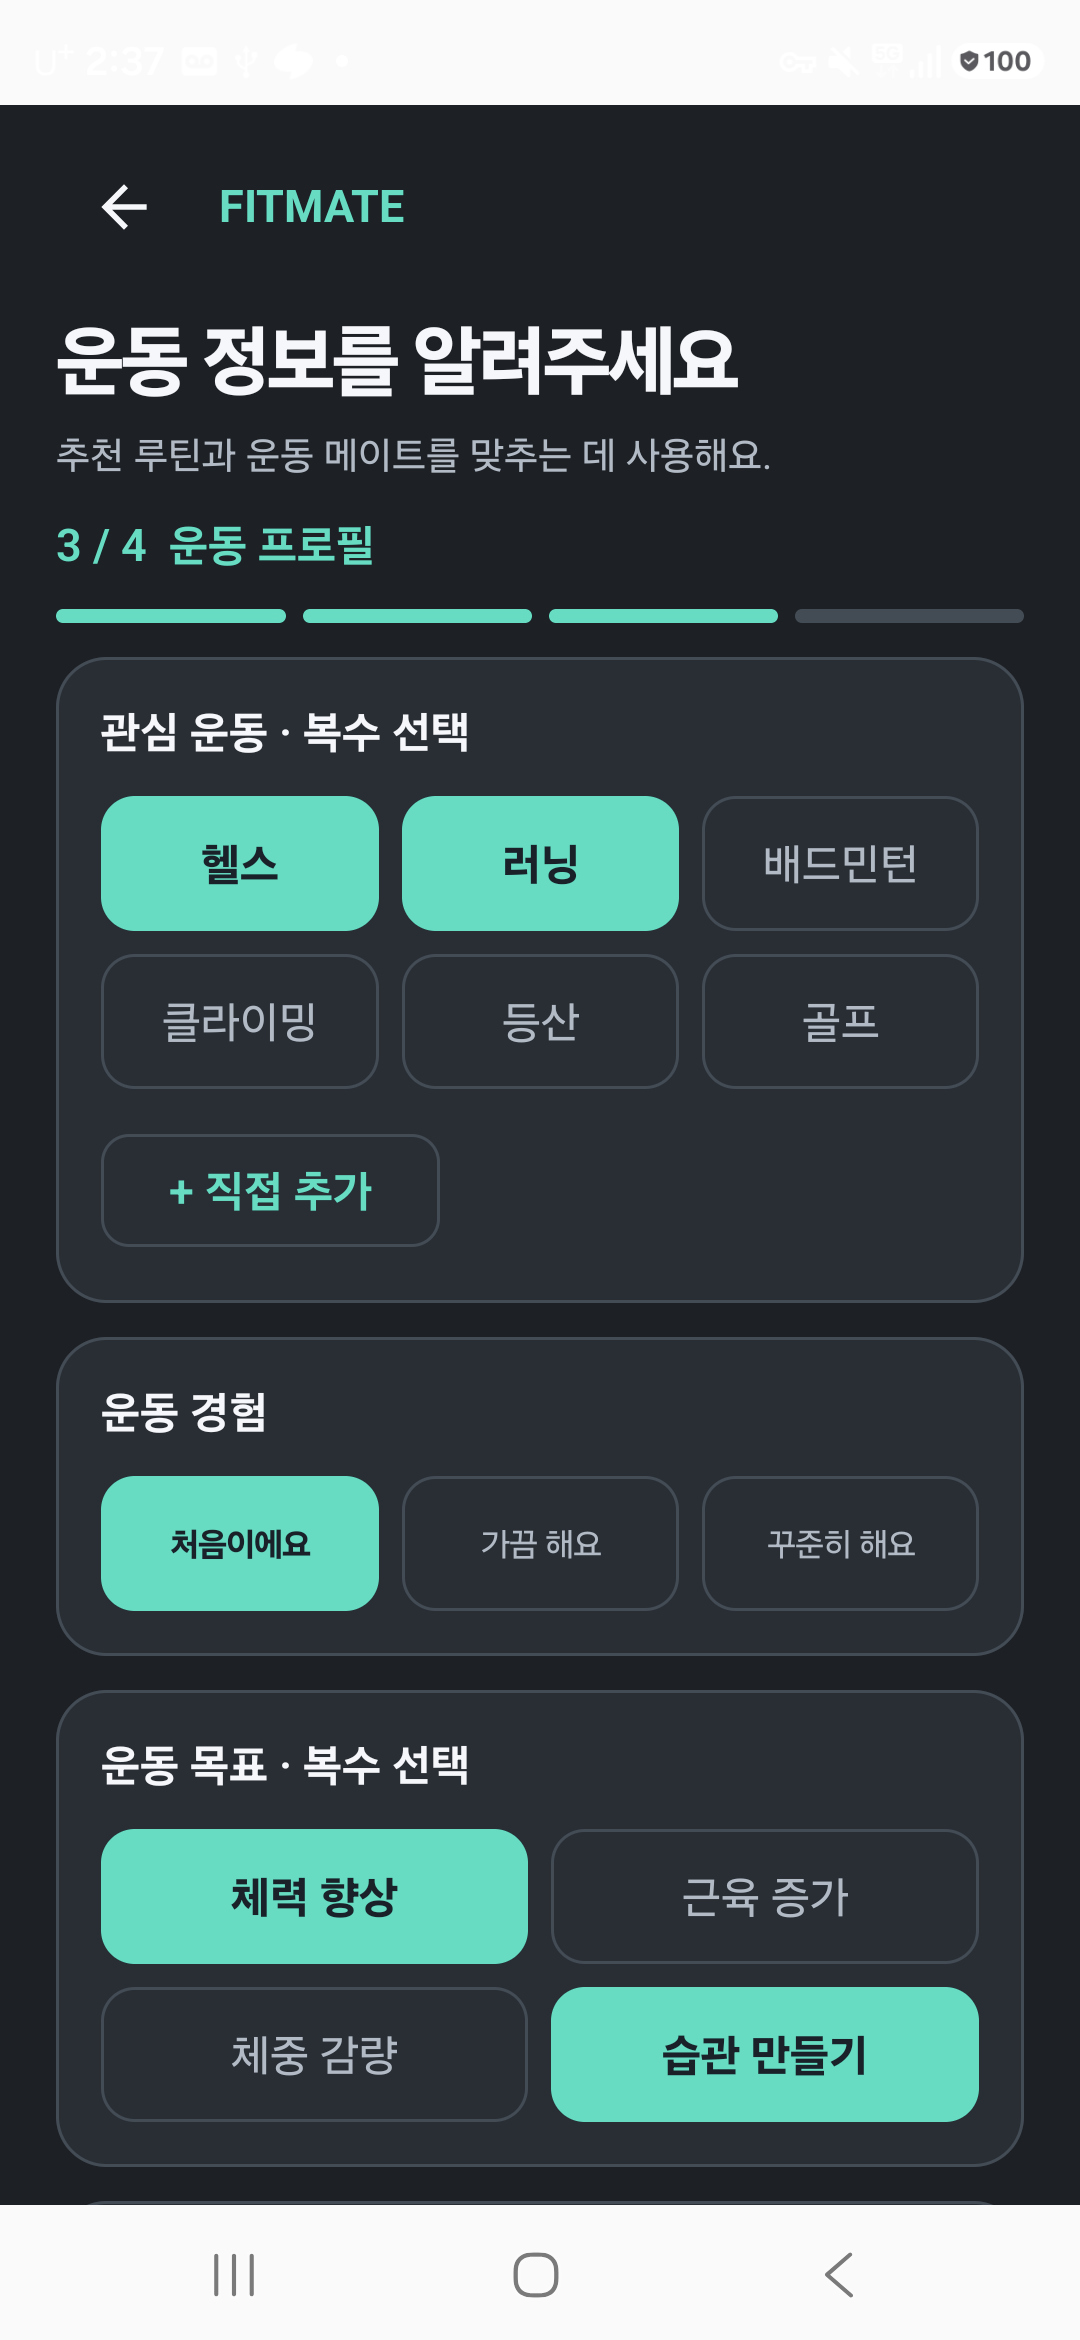 U+ 2:37 5G 100
FITMATE
운동 정보를 알려주세요
추천 루틴과 운동 메이트를 맞추는 데 사용해요.
3 / 4 운동 프로필
관심 운동 · 복수 선택
헬스 러닝 배드민턴
클라이밍 등산 골프
+ 직접 추가
운동 경험
처음이에요 가끔 해요 꾸준히 해요
운동 목표 · 복수 선택
체력 향상 근육 증가
체중 감량 습관 만들기